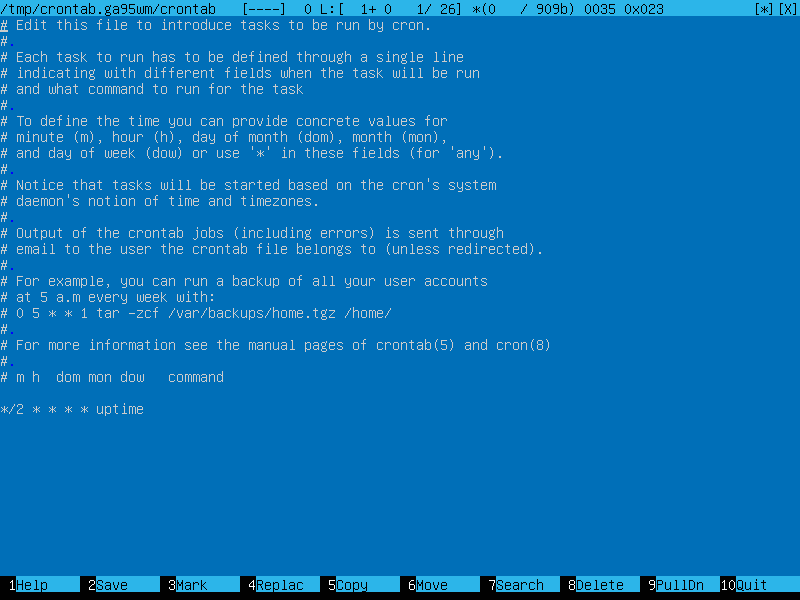 /tmp/crontab.ga95wm/crontab   [----]  0 L:[  1+ 0   1/ 26] *(0   / 909b) 0035 0x023            [*][X]
# Edit this file to introduce tasks to be run by cron.
#.
# Each task to run has to be defined through a single line
# indicating with different fields when the task will be run
# and what command to run for the task
#.
# To define the time you can provide concrete values for
# minute (m), hour (h), day of month (dom), month (mon),
# and day of week (dow) or use '*' in these fields (for 'any').
#.
# Notice that tasks will be started based on the cron's system
# daemon's notion of time and timezones.
#.
# Output of the crontab jobs (including errors) is sent through
# email to the user the crontab file belongs to (unless redirected).
#.
# For example, you can run a backup of all your user accounts
# at 5 a.m every week with:
# 0 5 * * 1 tar -zcf /var/backups/home.tgz /home/
#.
# For more information see the manual pages of crontab(5) and cron(8)
#.
# m h  dom mon dow   command
*/2 * * * * uptime
1Help 2Save 3Mark 4Replac 5Copy 6Move 7Search 8Delete 9PullDn 10Quit